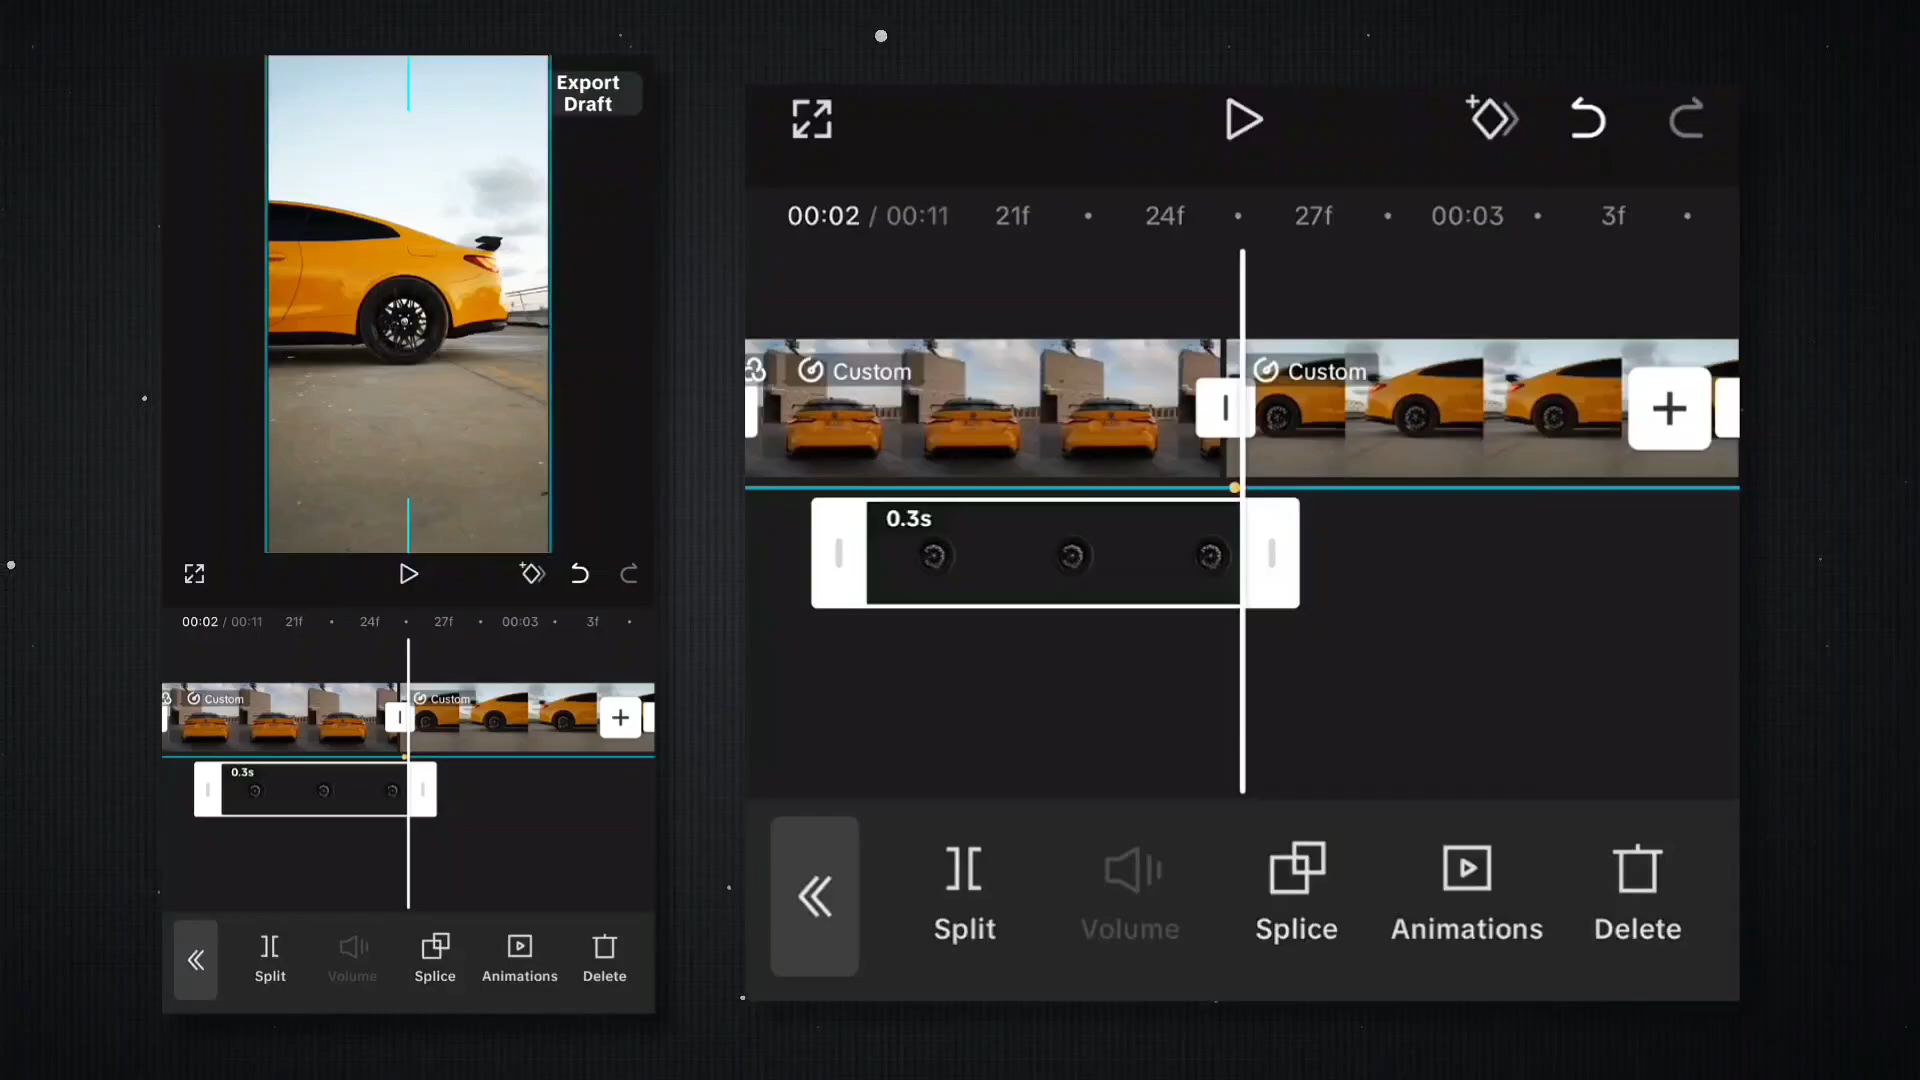 Export
Draft
00:02 / 00:11 21f 24f 27f 00:03 3f
Custom Custom
0.3s
Split Volume Splice Animations Delete
00:02 / 00:11 21f 24f 27f 00:03 3f
Custom Custom
0.3s
Split Volume Splice Animations Delete